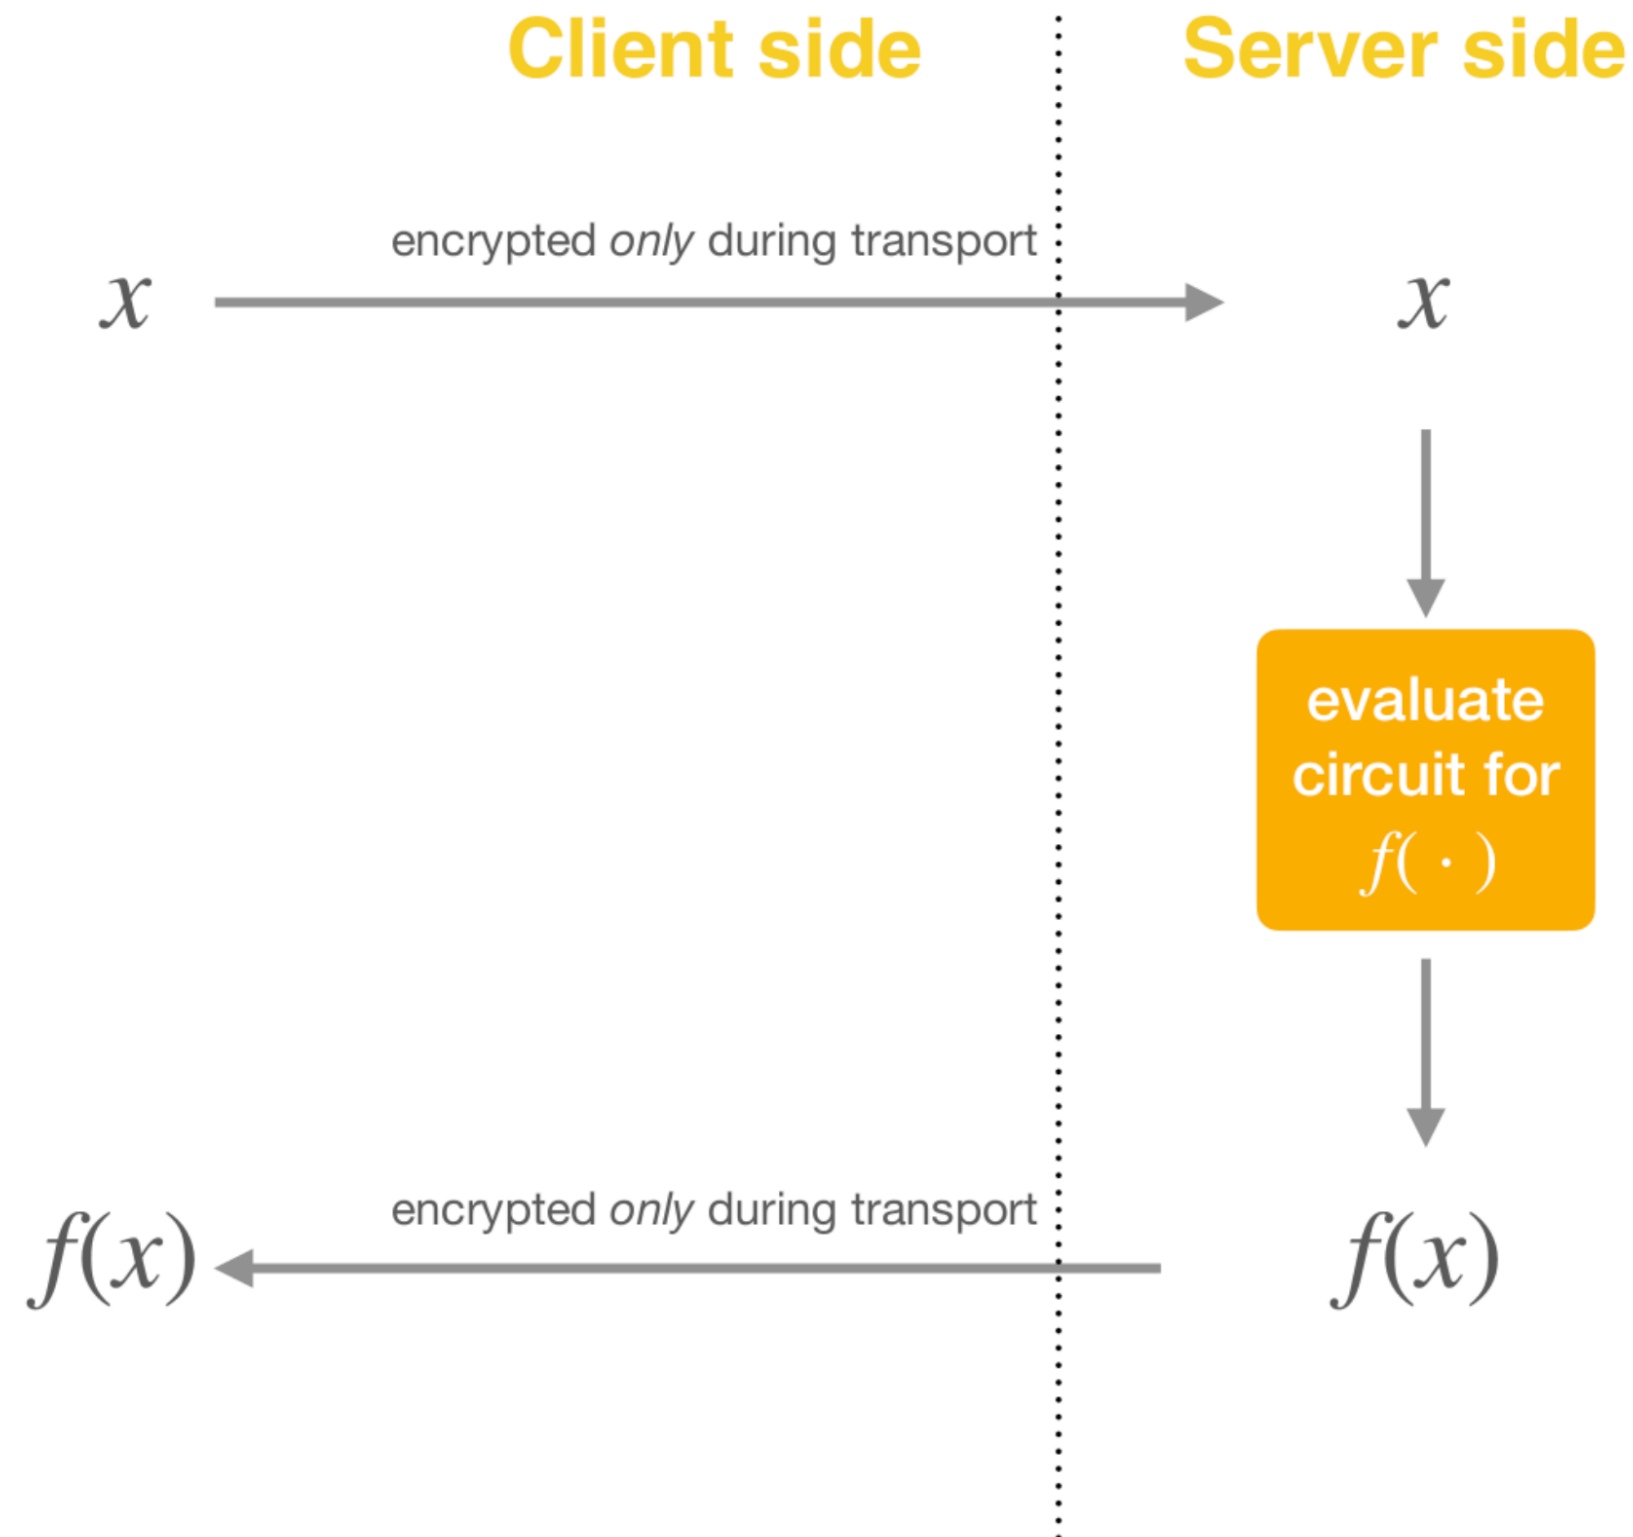 Client side
Server side
encrypted only during transport
x
x
evaluate
circuit for
f( · )
encrypted only during transport
f(x)
f(x)